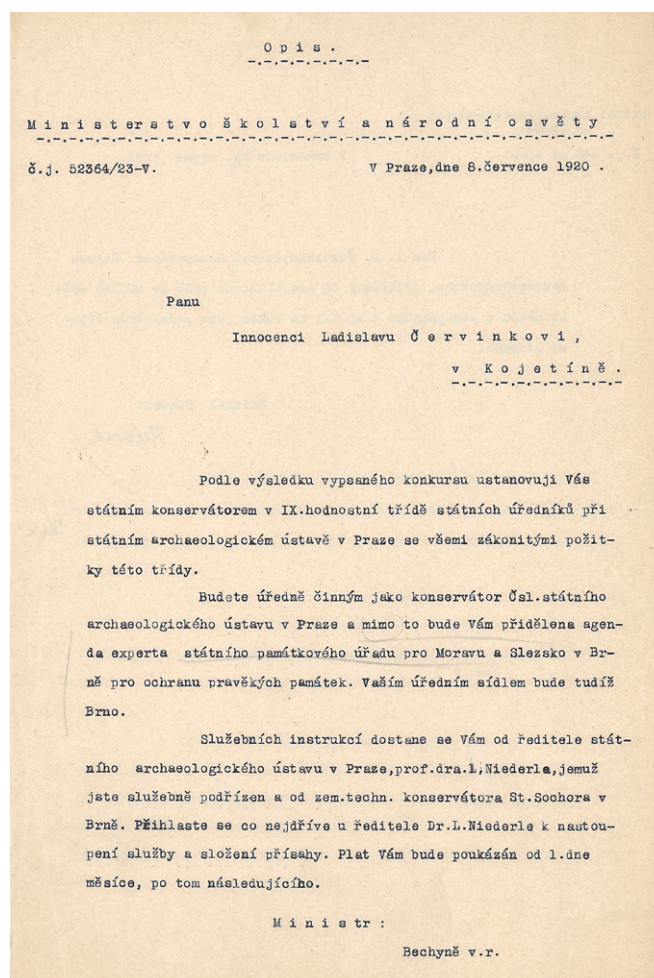 O p i s .
M i n i s t e r s t v o š k o l s t v í a n á r o d n í o s v ě t y
č.j. 52364/23-V. V Praze,dne 8.července 1920 .
Panu
Innocenci Ladislavu Č e r v i n k o v i ,
v K o j e t í n ě .
Podle výsledku vypsaného konkursu ustanovuji Vás
státním konservátorem v IX.hodnostní třídě státních úředníků při
státním archaeologickém ústavě v Praze se všemi zákonitými požit-
ky této třídy.
Budete úředně činným jako konservátor Čsl.státního
archaeologického ústavu v Praze a mimo to bude Vám přidělena agen-
da experta státního památkového úřadu pro Moravu a Slezsko v Br-
ně pro ochranu pravěkých památek. Vaším úředním sídlem bude tudíž
Brno.
Služebních instrukcí dostane se Vám od ředitele stát-
ního archaeologického ústavu v Praze,prof.dra.L,Niederla,jemuž
jste služebně podřízen a od zem.techn. konservátora St.Sochora v
Brně. Přihlaste se co nejdříve u ředitele Dr.L.Niederle k nastou-
pení služby a složení přísahy. Plat Vám bude poukázán od 1.dne
měsíce, po tom následujícího.
M i n i s t r :
Bechyně v.r.